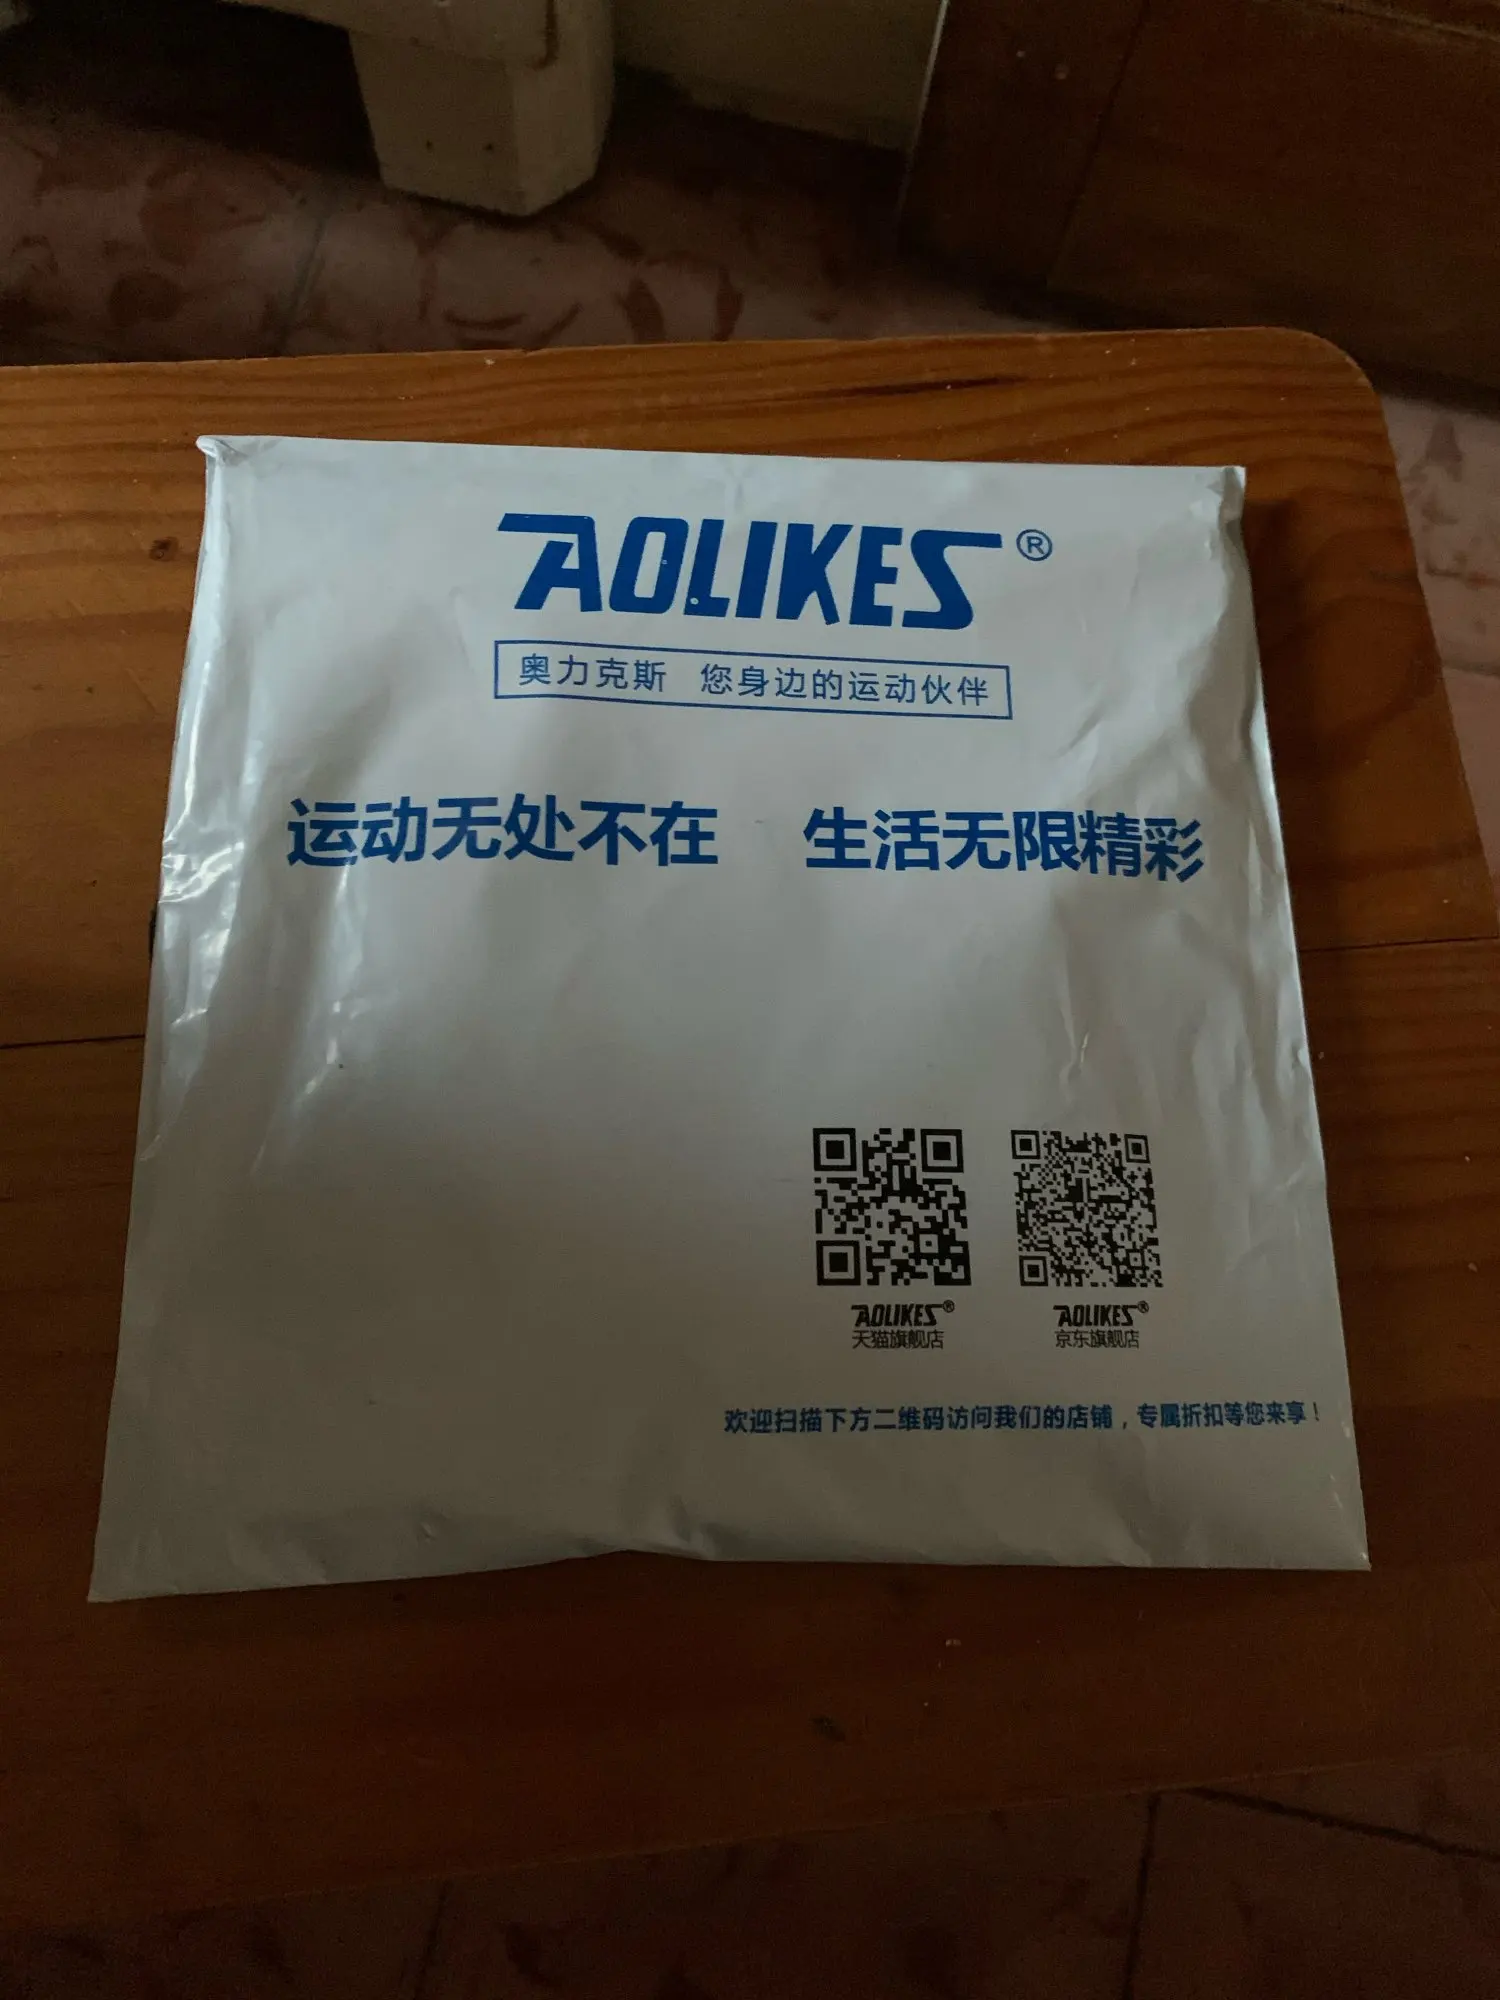 AOLIKES®
奥力克斯 您身边的运动伙伴
运动无处不在 生活无限精彩
AOLIKES® AOLIKES®
天猫旗舰店 京东旗舰店
欢迎扫描下方二维码访问我们的店铺，专属折扣等您来享！